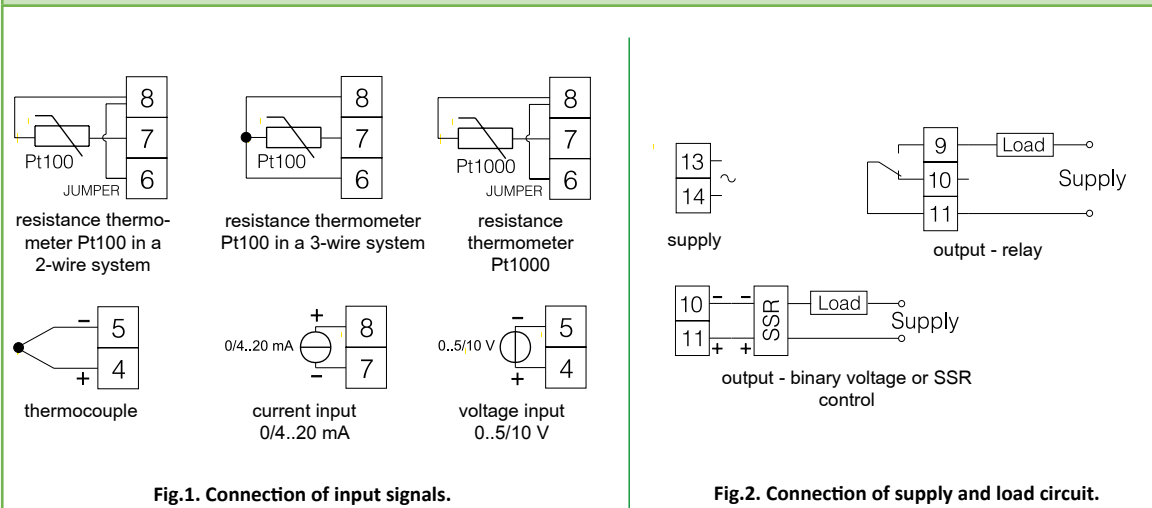 8
7
6
Pt100
JUMPER
resistance thermo-
meter Pt100 in a
2-wire system
8
7
6
Pt100
resistance thermometer
Pt100 in a 3-wire system
8
7
6
Pt1000
JUMPER
resistance
thermometer
Pt1000
5
4
−
+
thermocouple
8
7
+
0/4..20 mA
−
current input
0/4..20 mA
5
4
−
0..5/10 V
+
voltage input
0..5/10 V
Fig.1. Connection of input signals.
13
14
~
supply
9
10
11
Load
Supply
output - relay
10 − −
11 + +
SSR
Load
Supply
output - binary voltage or SSR
control
Fig.2. Connection of supply and load circuit.